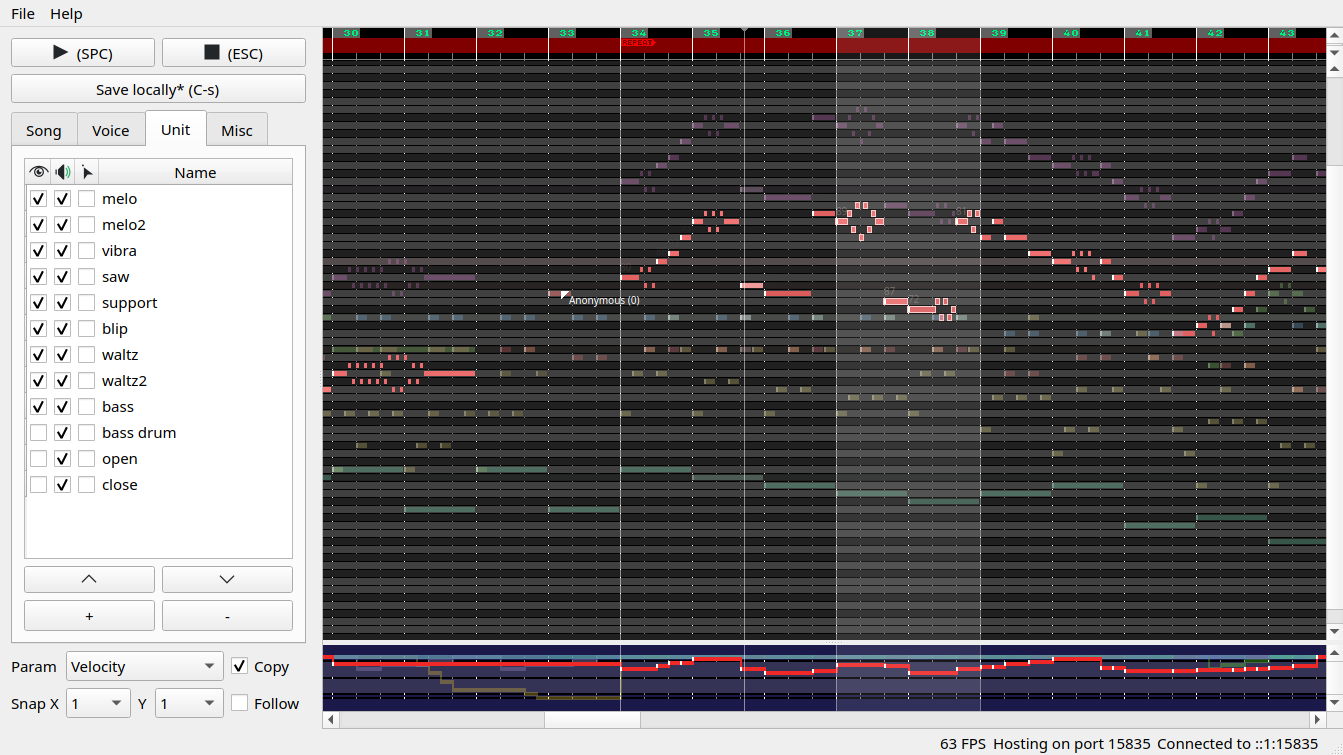 File Help
(SPC) (ESC)
Save locally* (C-s)
Song Voice Unit Misc
Name
melo
melo2
vibra
saw
support
blip
waltz
waltz2
bass
bass drum
open
close
+ -
Param Velocity Copy
Snap X 1 Y 1 Follow
30 31 32 33 34 35 36 37 38 39 40 41 42 43
REPEAT
81
87
72
Anonymous (0)
63 FPS Hosting on port 15835 Connected to ::1:15835